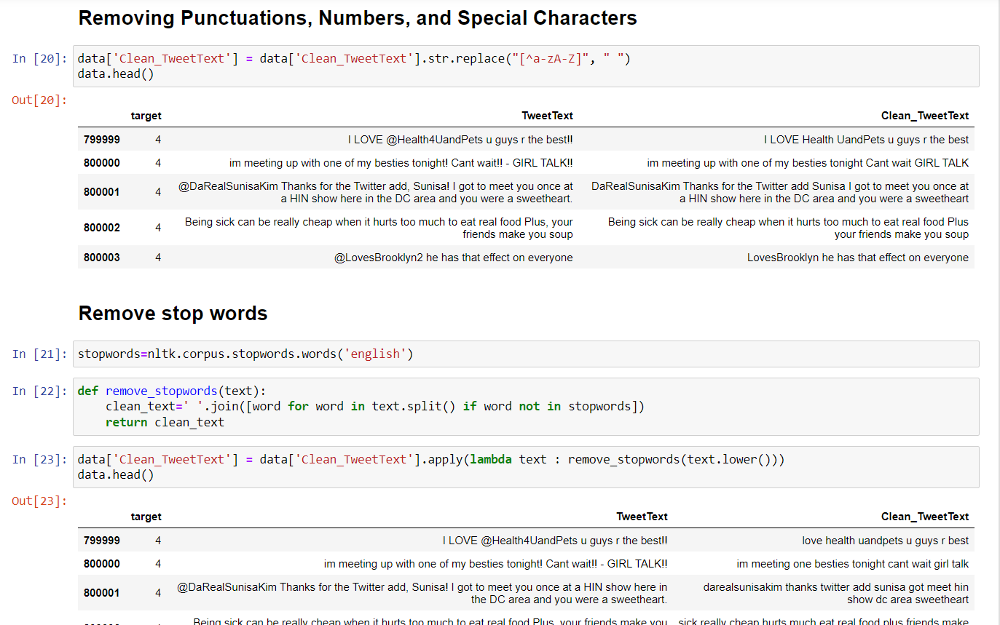 Removing Punctuations, Numbers, and Special Characters
In [20]: data['Clean_TweetText'] = data['Clean_TweetText'].str.replace("[^a-zA-Z]", " ")
data.head()
Out[20]:
target TweetText Clean_TweetText
799999 4 I LOVE @Health4UandPets u guys r the best!! I LOVE Health UandPets u guys r the best
800000 4 im meeting up with one of my besties tonight! Cant wait!! - GIRL TALK!! im meeting up with one of my besties tonight Cant wait GIRL TALK
800001 4 @DaRealSunisaKim Thanks for the Twitter add, Sunisa! I got to meet you once at DaRealSunisaKim Thanks for the Twitter add Sunisa I got to meet you once at
a HIN show here in the DC area and you were a sweetheart. a HIN show here in the DC area and you were a sweetheart
800002 4 Being sick can be really cheap when it hurts too much to eat real food Plus, your Being sick can be really cheap when it hurts too much to eat real food Plus
friends make you soup your friends make you soup
800003 4 @LovesBrooklyn2 he has that effect on everyone LovesBrooklyn he has that effect on everyone
Remove stop words
In [21]: stopwords=nltk.corpus.stopwords.words('english')
In [22]: def remove_stopwords(text):
clean_text=' '.join([word for word in text.split() if word not in stopwords])
return clean_text
In [23]: data['Clean_TweetText'] = data['Clean_TweetText'].apply(lambda text : remove_stopwords(text.lower()))
data.head()
Out[23]:
target TweetText Clean_TweetText
799999 4 I LOVE @Health4UandPets u guys r the best!! love health uandpets u guys r best
800000 4 im meeting up with one of my besties tonight! Cant wait!! - GIRL TALK!! im meeting one besties tonight cant wait girl talk
800001 4 @DaRealSunisaKim Thanks for the Twitter add, Sunisa! I got to meet you once at a HIN show here in darealsunisakim thanks twitter add sunisa got meet hin
the DC area and you were a sweetheart. show dc area sweetheart
Being sick can be really cheap when it hurts too much to eat real food Plus, your friends make you sick really cheap hurts much eat real food plus friends make